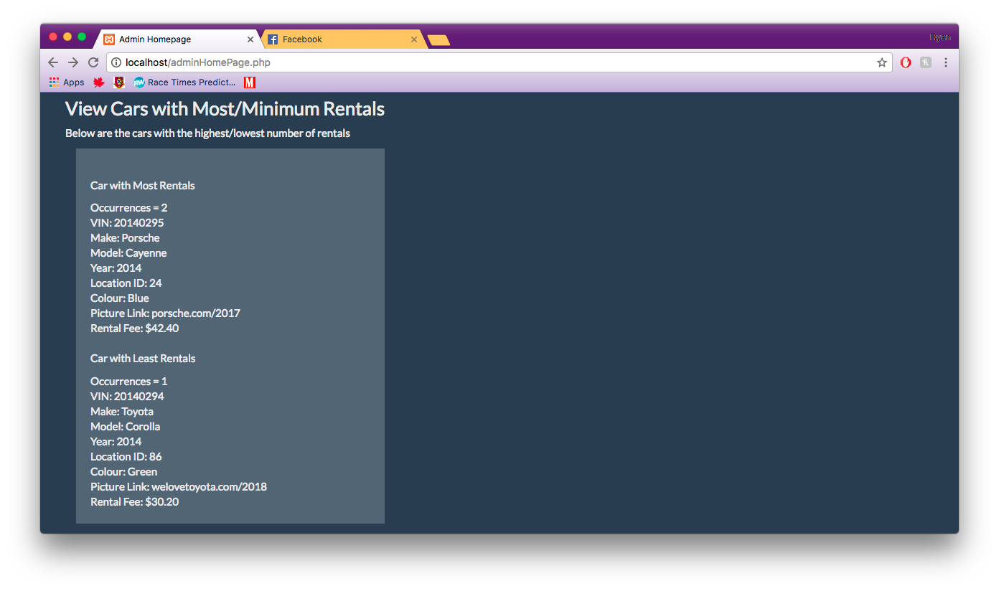 Admin Homepage
Facebook
Ryan
localhost/adminHomePage.php
Apps
RW
Race Times Predict...
M
View Cars with Most/Minimum Rentals
Below are the cars with the highest/lowest number of rentals
Car with Most Rentals
Occurrences = 2
VIN: 20140295
Make: Porsche
Model: Cayenne
Year: 2014
Location ID: 24
Colour: Blue
Picture Link: porsche.com/2017
Rental Fee: $42.40
Car with Least Rentals
Occurrences = 1
VIN: 20140294
Make: Toyota
Model: Corolla
Year: 2014
Location ID: 86
Colour: Green
Picture Link: welovetoyota.com/2018
Rental Fee: $30.20